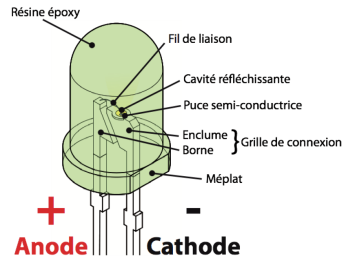 Résine époxy
Fil de liaison
Cavité réfléchissante
Puce semi-conductrice
Enclume
Borne
} Grille de connexion
Méplat
+ -
Anode Cathode